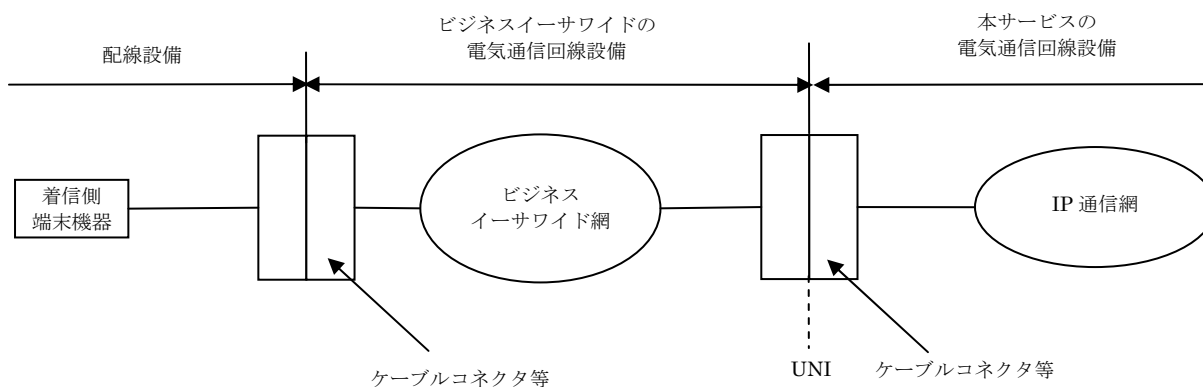 配線設備
ビジネスイーサワイドの
電気通信回線設備
本サービスの
電気通信回線設備
着信側
端末機器
ビジネス
イーサワイド網
IP 通信網
ケーブルコネクタ等
UNI
ケーブルコネクタ等